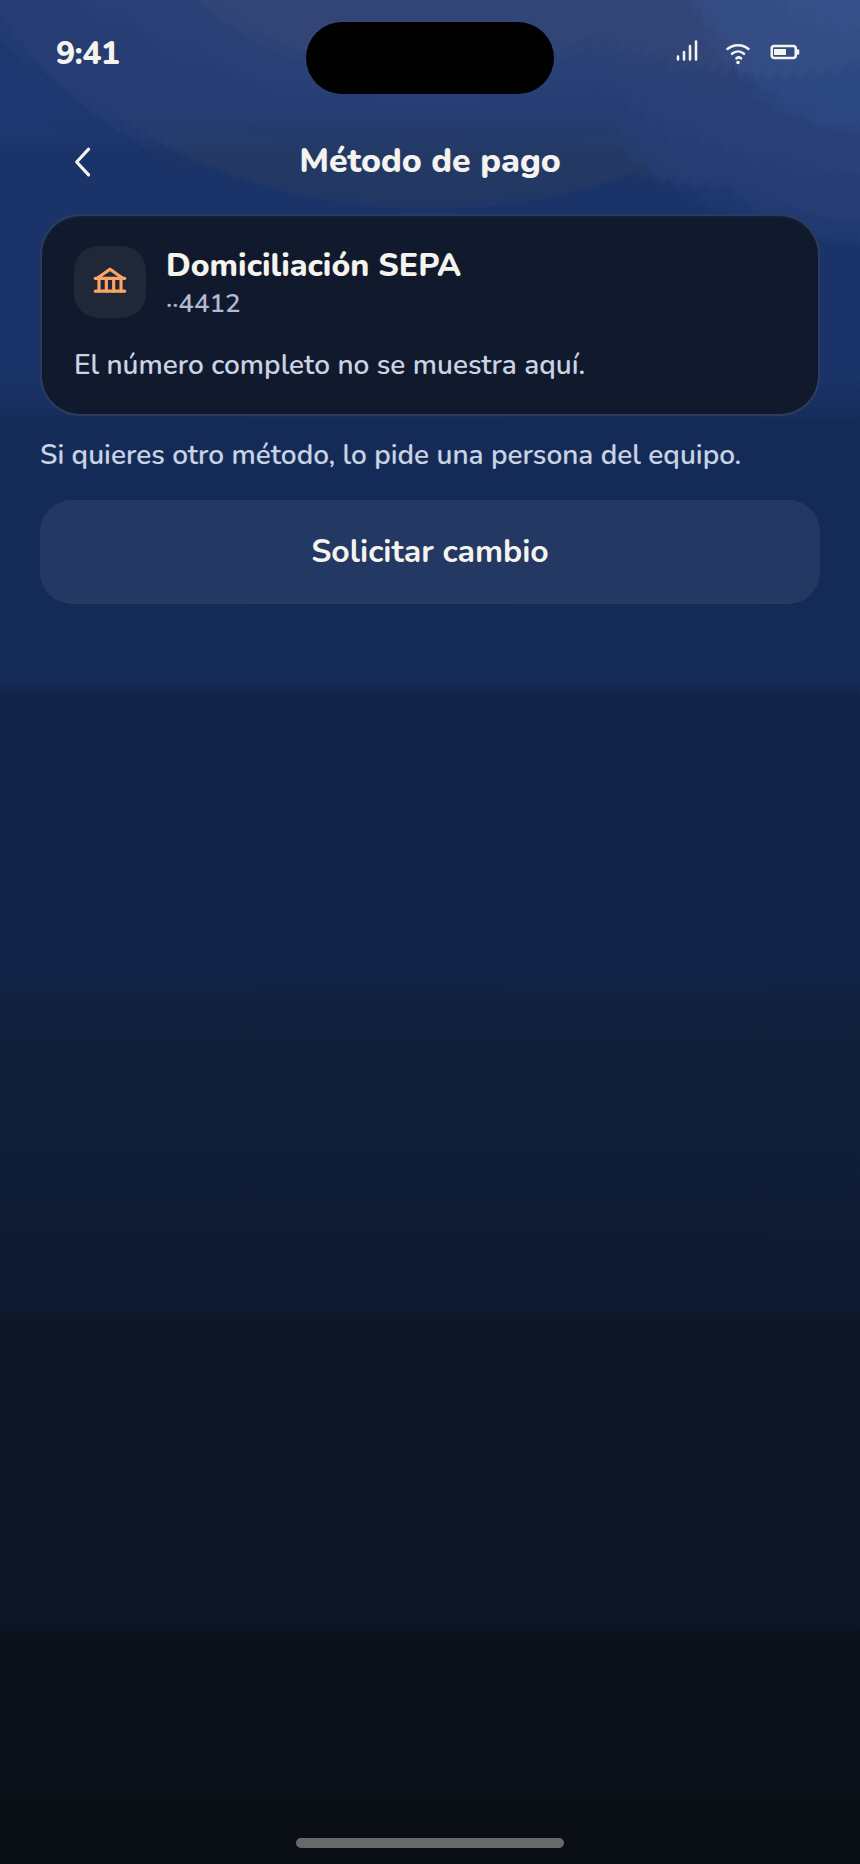 9:41
Método de pago
Domiciliación SEPA
··4412
El número completo no se muestra aquí.
Si quieres otro método, lo pide una persona del equipo.
Solicitar cambio